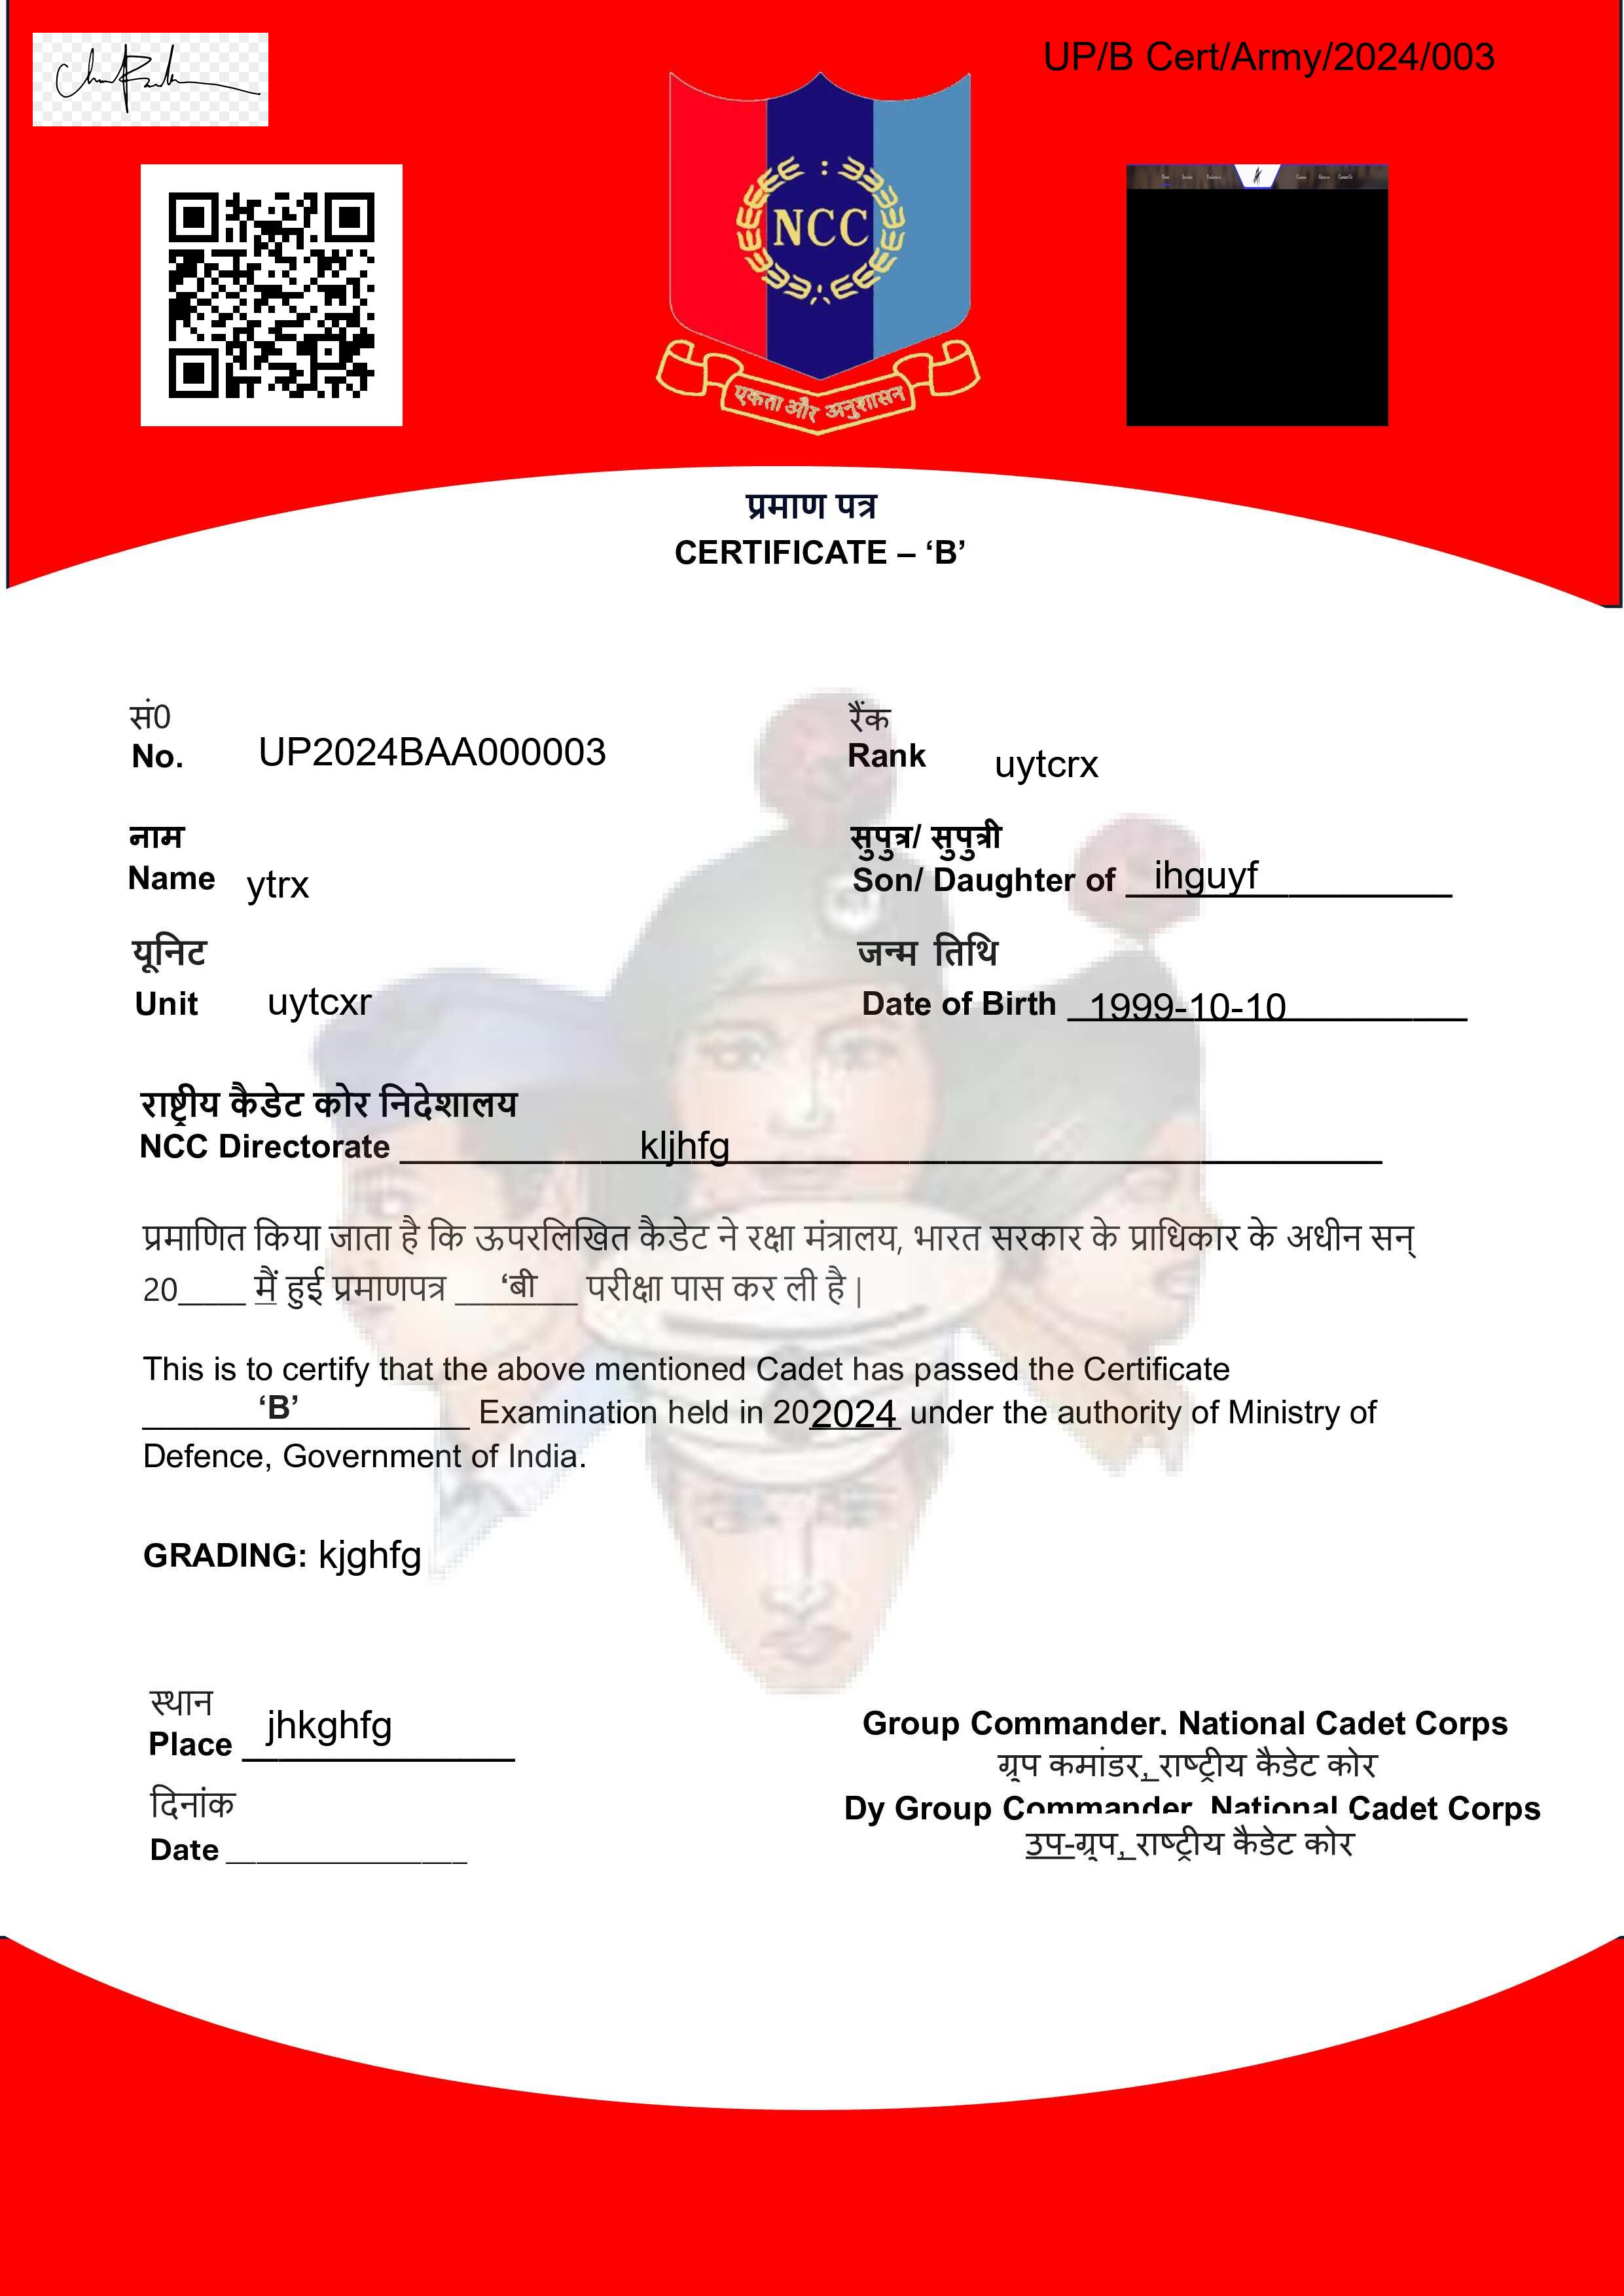 UP/B Cert/Army/2024/003
NCC
एकता और अनुशासन
प्रमाण पत्र
CERTIFICATE – ‘B’
सं0
No. UP2024BAA000003
रैंक
Rank uytcrx
नाम
Name ytrx
सुपुत्र/ सुपुत्री
Son/ Daughter of ihguyf
यूनिट
Unit uytcxr
जन्म तिथि
Date of Birth 1999-10-10
राष्ट्रीय कैडेट कोर निदेशालय
NCC Directorate kljhfg
प्रमाणित किया जाता है कि ऊपरलिखित कैडेट ने रक्षा मंत्रालय, भारत सरकार के प्राधिकार के अधीन सन्
20____ में हुई प्रमाणपत्र ‘बी परीक्षा पास कर ली है |
This is to certify that the above mentioned Cadet has passed the Certificate
‘B’ Examination held in 202024 under the authority of Ministry of
Defence, Government of India.
GRADING: kjghfg
स्थान
Place jhkghfg
दिनांक
Date ______________
Group Commander, National Cadet Corps
ग्रुप कमांडर, राष्ट्रीय कैडेट कोर
Dy Group Commander, National Cadet Corps
उप-ग्रुप, राष्ट्रीय कैडेट कोर